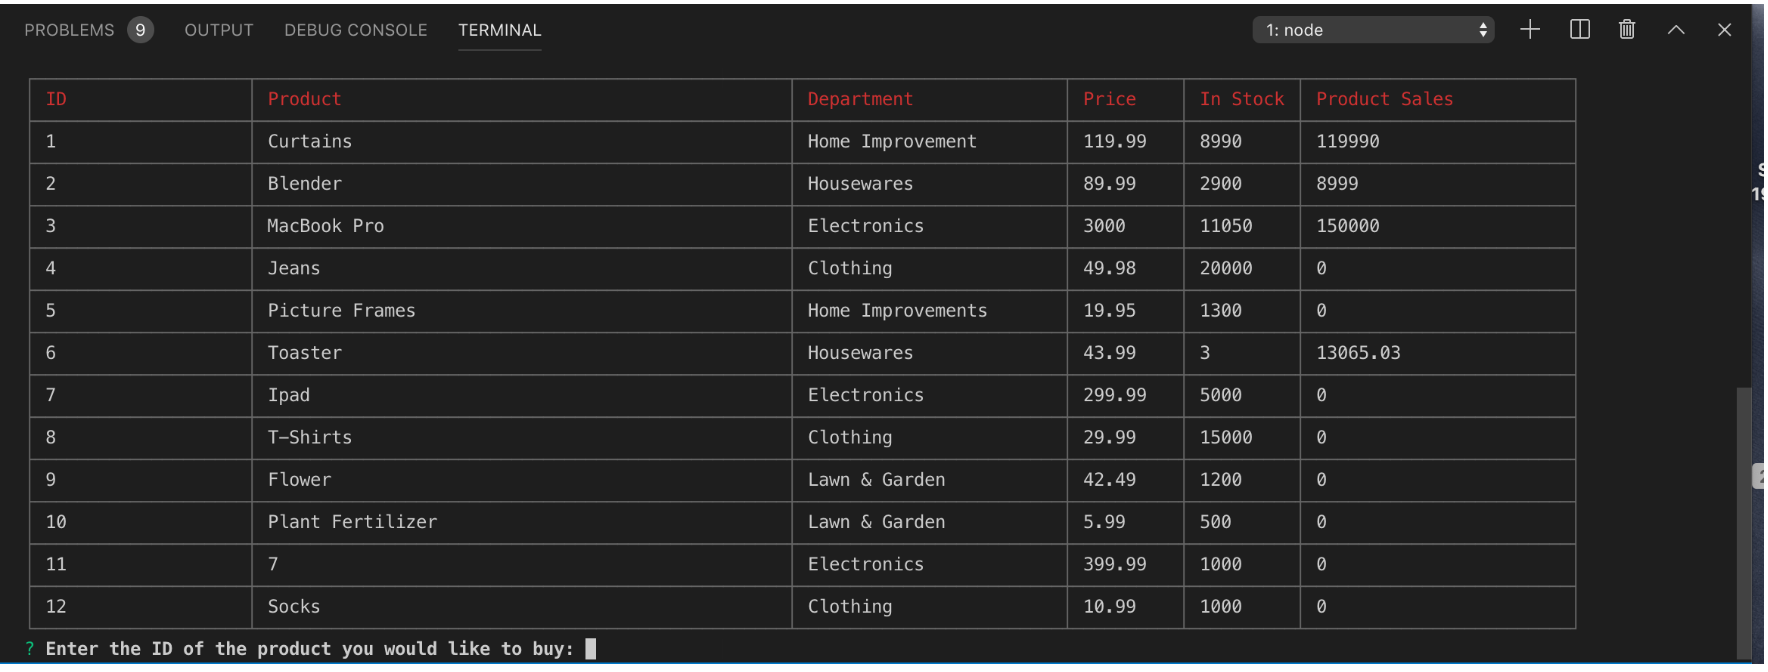 PROBLEMS 9 OUTPUT DEBUG CONSOLE TERMINAL 1: node
ID Product Department Price In Stock Product Sales
1 Curtains Home Improvement 119.99 8990 119990
2 Blender Housewares 89.99 2900 8999
3 MacBook Pro Electronics 3000 11050 150000
4 Jeans Clothing 49.98 20000 0
5 Picture Frames Home Improvements 19.95 1300 0
6 Toaster Housewares 43.99 3 13065.03
7 Ipad Electronics 299.99 5000 0
8 T-Shirts Clothing 29.99 15000 0
9 Flower Lawn & Garden 42.49 1200 0
10 Plant Fertilizer Lawn & Garden 5.99 500 0
11 7 Electronics 399.99 1000 0
12 Socks Clothing 10.99 1000 0
? Enter the ID of the product you would like to buy: